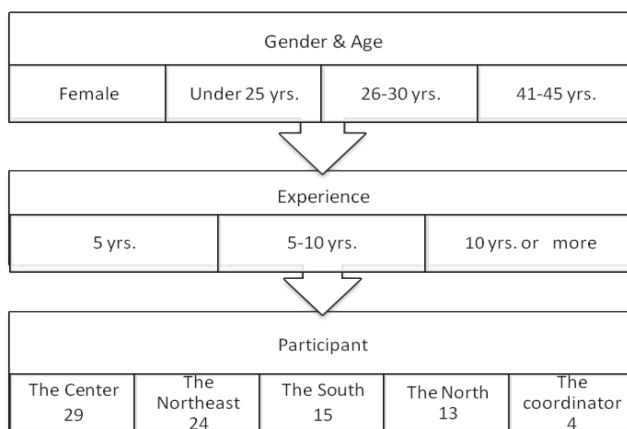 Gender & Age
Female Under 25 yrs. 26-30 yrs. 41-45 yrs.
Experience
5 yrs. 5-10 yrs. 10 yrs. or more
Participant
The Center
29
The
Northeast
24
The South
15
The North
13
The
coordinator
4